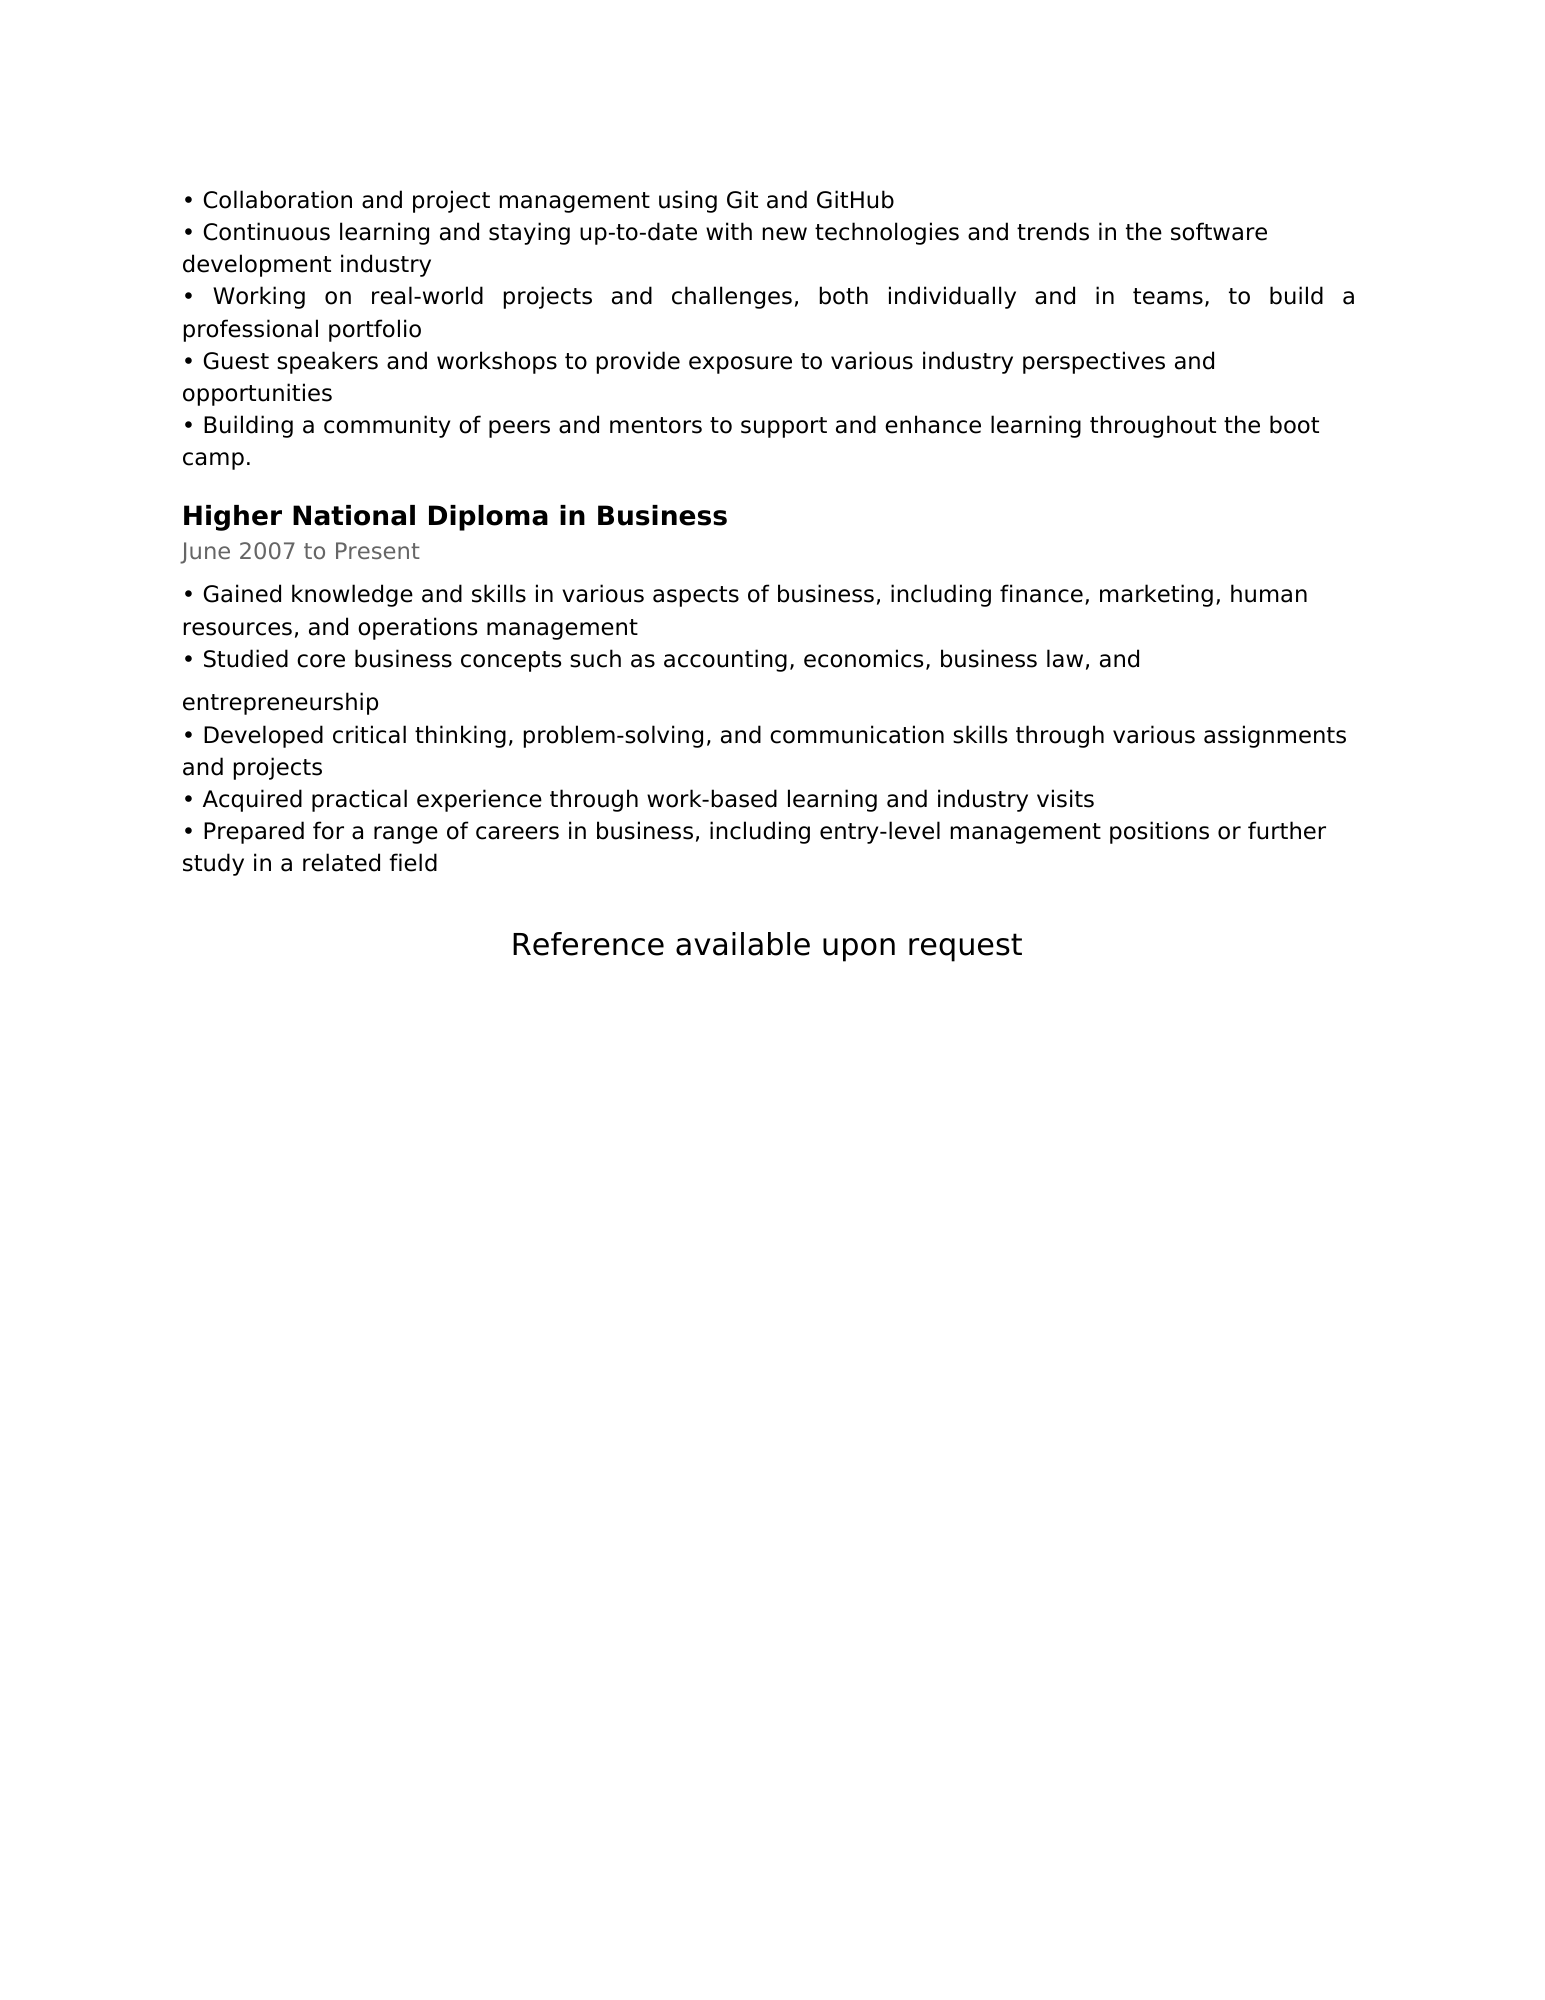 • Collaboration and project management using Git and GitHub
• Continuous learning and staying up-to-date with new technologies and trends in the software
development industry
• Working on real-world projects and challenges, both individually and in teams, to build a
professional portfolio
• Guest speakers and workshops to provide exposure to various industry perspectives and
opportunities
• Building a community of peers and mentors to support and enhance learning throughout the boot
camp.
Higher National Diploma in Business
June 2007 to Present
• Gained knowledge and skills in various aspects of business, including finance, marketing, human
resources, and operations management
• Studied core business concepts such as accounting, economics, business law, and
entrepreneurship
• Developed critical thinking, problem-solving, and communication skills through various assignments
and projects
• Acquired practical experience through work-based learning and industry visits
• Prepared for a range of careers in business, including entry-level management positions or further
study in a related field
Reference available upon request